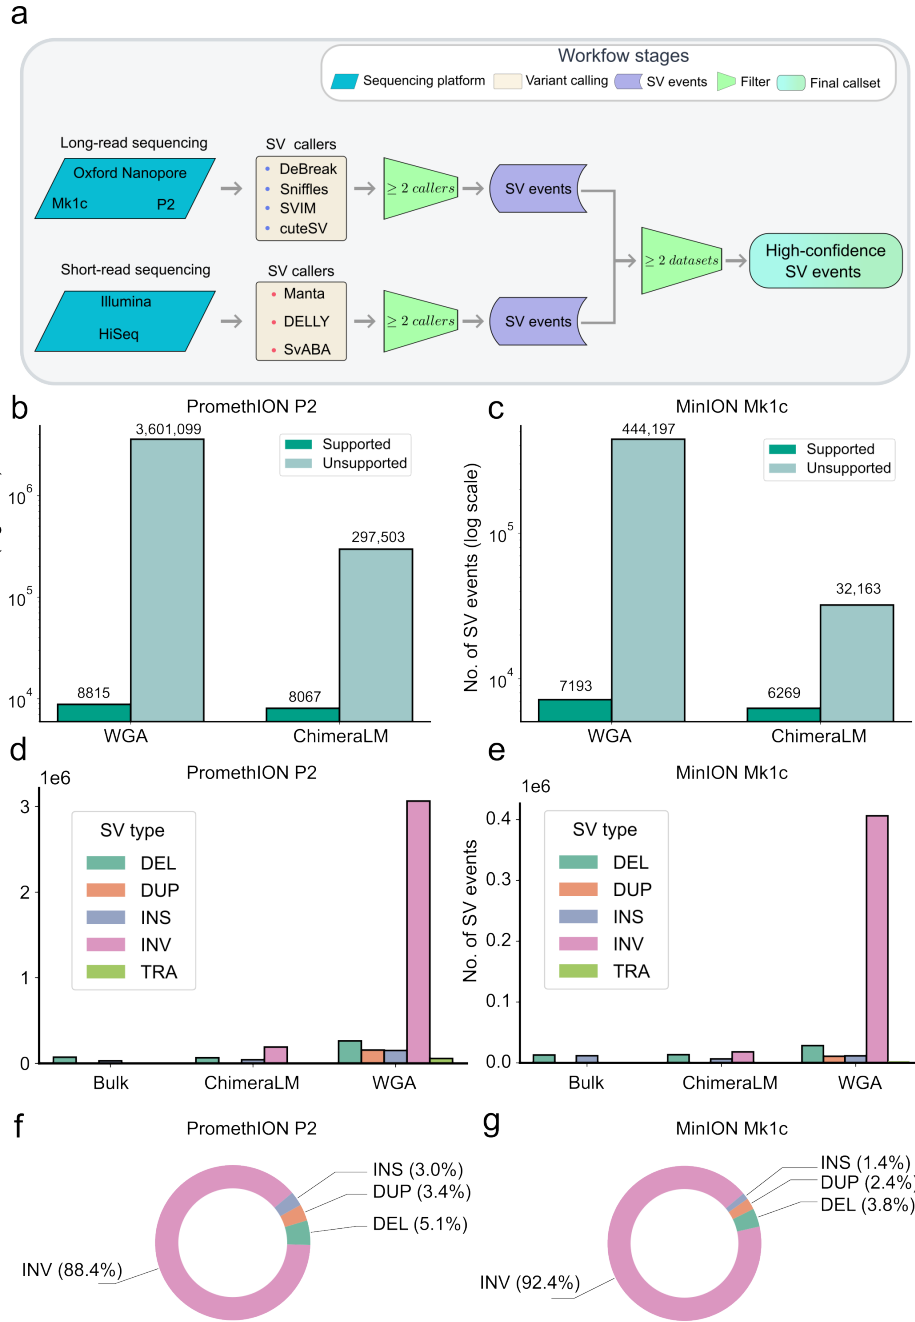 a
Workfow stages
Sequencing platform
Variant calling
SV events
Filter
Final callset
Long-read sequencing
Oxford Nanopore
Mk1c
P2
SV callers
• DeBreak
• Sniffles
• SVIM
• cuteSV
≥ 2 callers
SV events
Short-read sequencing
Illumina
HiSeq
SV callers
• Manta
• DELLY
• SvABA
≥ 2 callers
SV events
≥ 2 datasets
High-confidence
SV events
b
PromethION P2
3,601,099
Supported
Unsupported
10^6
297,503
10^5
8815
8067
10^4
WGA
ChimeraLM
c
MinION Mk1c
444,197
Supported
Unsupported
No. of SV events (log scale)
10^5
32,163
7193
6269
10^4
WGA
ChimeraLM
d
PromethION P2
1e6
3
2
1
0
SV type
DEL
DUP
INS
INV
TRA
Bulk
ChimeraLM
WGA
e
MinION Mk1c
1e6
No. of SV events
0.4
0.3
0.2
0.1
0.0
SV type
DEL
DUP
INS
INV
TRA
Bulk
ChimeraLM
WGA
f
PromethION P2
INS (3.0%)
DUP (3.4%)
DEL (5.1%)
INV (88.4%)
g
MinION Mk1c
INS (1.4%)
DUP (2.4%)
DEL (3.8%)
INV (92.4%)